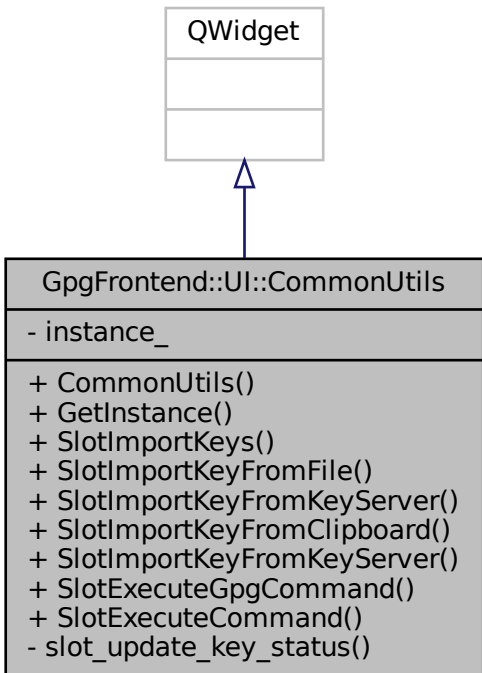 QWidget
GpgFrontend::UI::CommonUtils
- instance_
+ CommonUtils()
+ GetInstance()
+ SlotImportKeys()
+ SlotImportKeyFromFile()
+ SlotImportKeyFromKeyServer()
+ SlotImportKeyFromClipboard()
+ SlotImportKeyFromKeyServer()
+ SlotExecuteGpgCommand()
+ SlotExecuteCommand()
- slot_update_key_status()